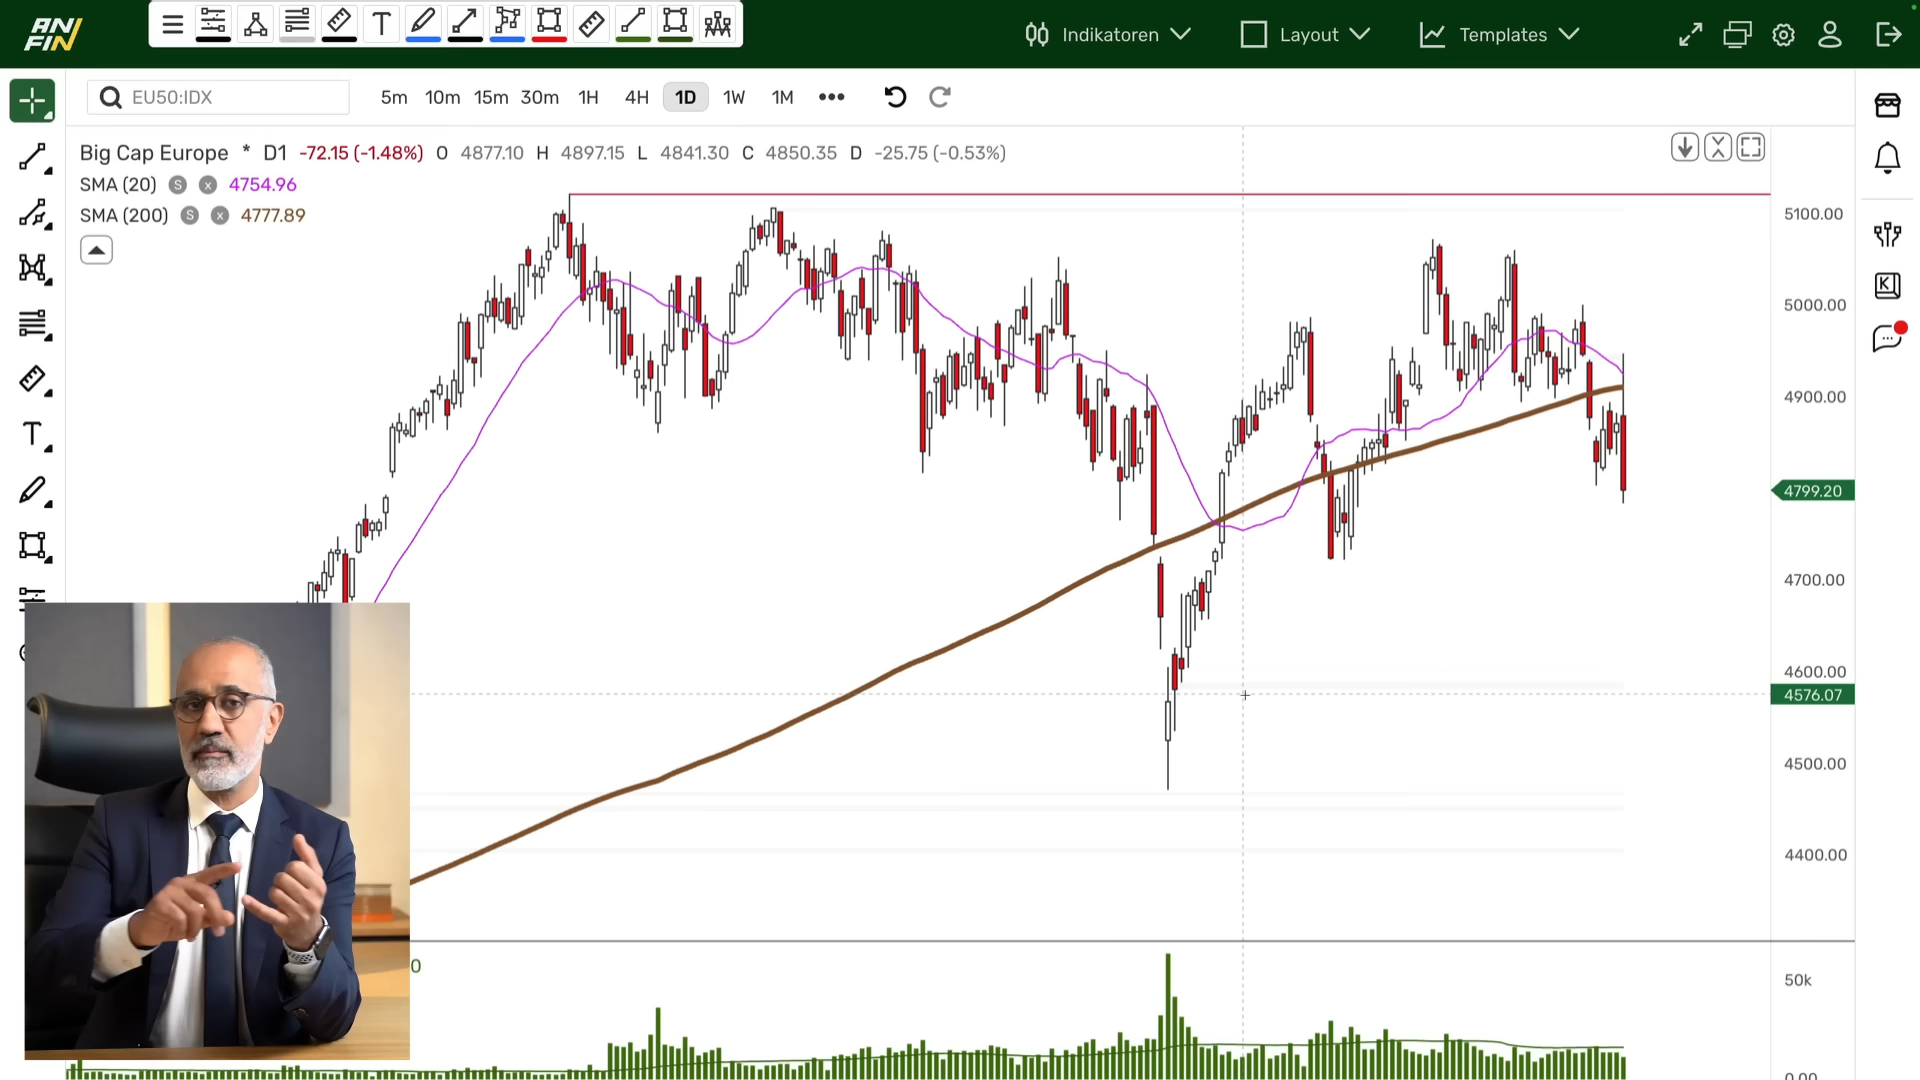 ANFIN
Indikatoren
Layout
Templates
EU50:IDX
5m 10m 15m 30m 1H 4H 1D 1W 1M
Big Cap Europe * D1 -72.15 (-1.48%) O 4877.10 H 4897.15 L 4841.30 C 4850.35 D -25.75 (-0.53%)
SMA (20) S x 4754.96
SMA (200) S x 4777.89
5100.00
5000.00
4900.00
4799.20
4700.00
4600.00
4576.07
4500.00
4400.00
0
50k
0.00